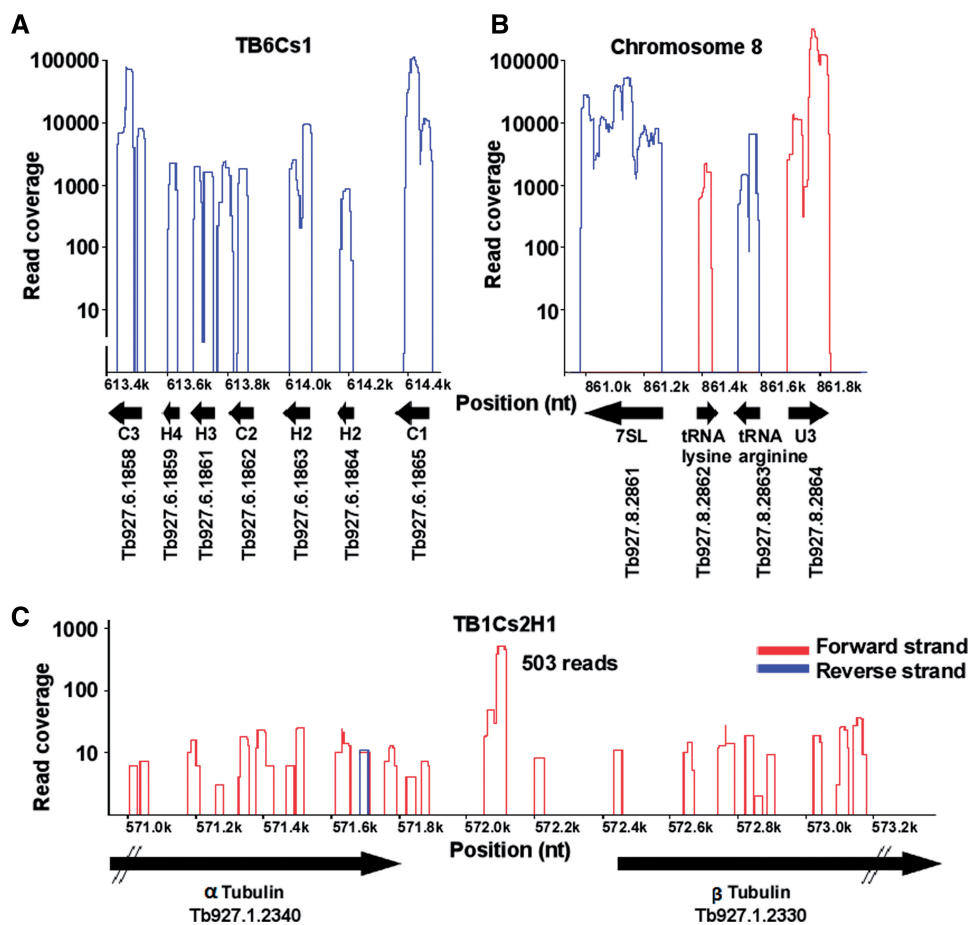 A
TB6Cs1
Read coverage
100000
10000
1000
100
10
613.4k 613.6k 613.8k 614.0k 614.2k 614.4k
C3 H4 H3 C2 H2 H2 C1
Tb927.6.1858
Tb927.6.1859
Tb927.6.1861
Tb927.6.1862
Tb927.6.1863
Tb927.6.1864
Tb927.6.1865
Position (nt)
B
Chromosome 8
Read coverage
100000
10000
1000
100
10
861.0k 861.2k 861.4k 861.6k 861.8k
7SL
tRNA
lysine
tRNA
arginine
U3
Tb927.8.2861
Tb927.8.2862
Tb927.8.2863
Tb927.8.2864
C
TB1Cs2H1
503 reads
Forward strand
Reverse strand
Read coverage
1000
100
10
571.0k 571.2k 571.4k 571.6k 571.8k 572.0k 572.2k 572.4k 572.6k 572.8k 573.0k 573.2k
Position (nt)
α Tubulin
Tb927.1.2340
β Tubulin
Tb927.1.2330